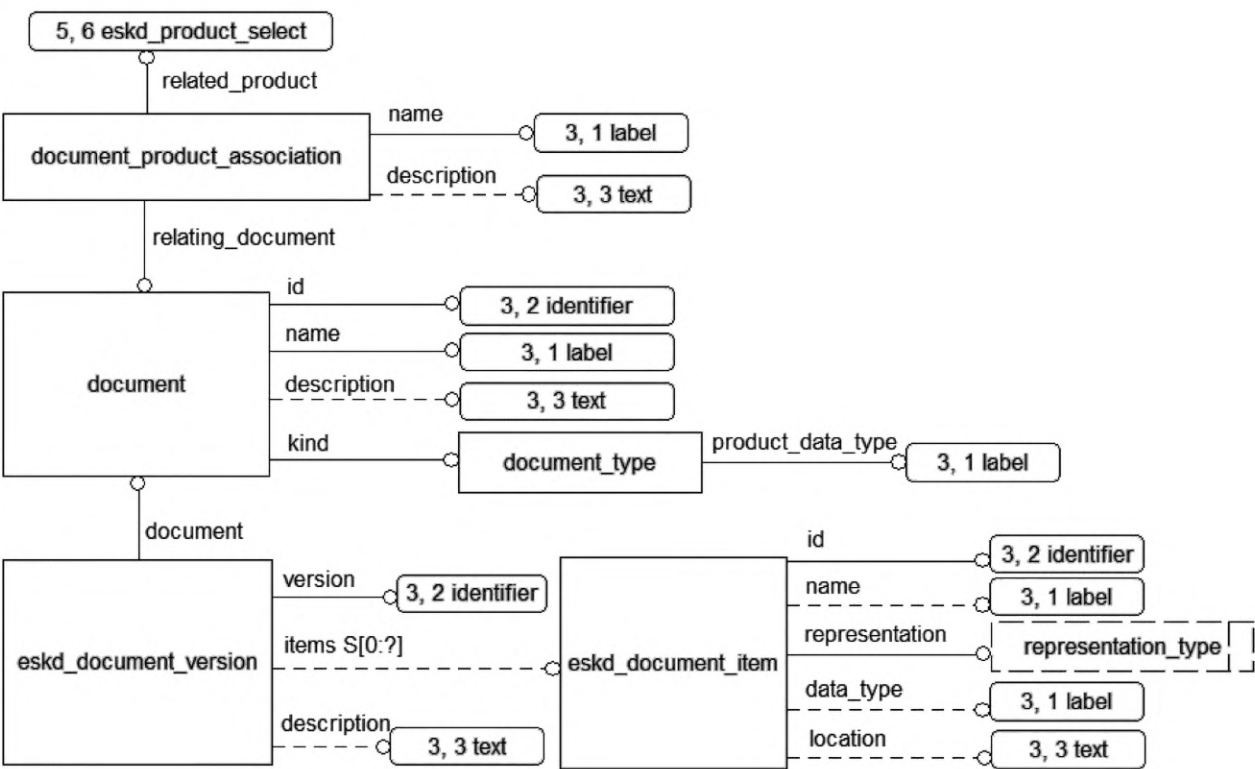 5, 6 eskd_product_select
related_product
name
3, 1 label
document_product_association
description
3, 3 text
relating_document
id
3, 2 identifier
name
3, 1 label
document
description
3, 3 text
kind
document_type
product_data_type
3, 1 label
document
id
3, 2 identifier
version
3, 2 identifier
name
3, 1 label
items S[0:?]
representation
representation_type
eskd_document_version
eskd_document_item
data_type
3, 1 label
description
3, 3 text
location
3, 3 text